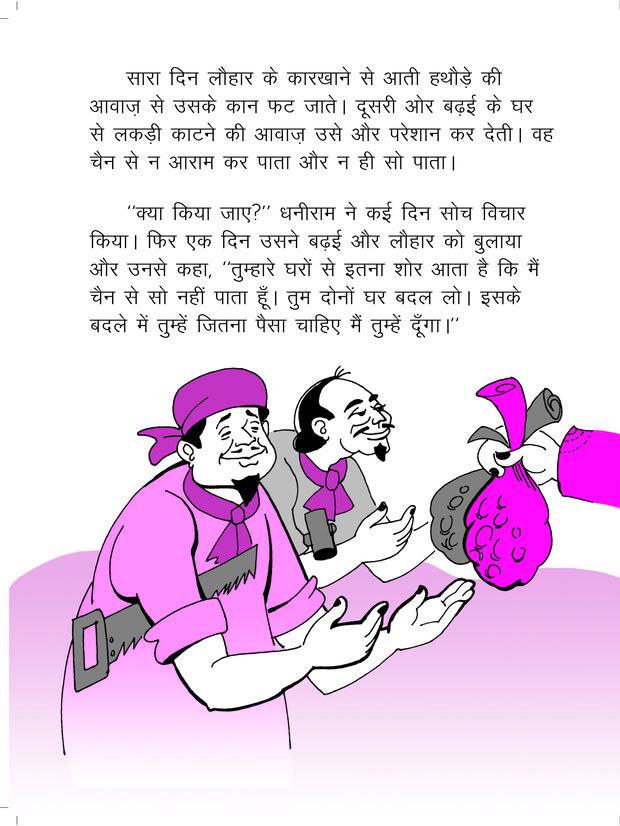 सारा दिन लौहार के कारखाने से आती हथौड़े की
आवाज़ से उसके कान फट जाते। दूसरी ओर बढ़ई के घर
से लकड़ी काटने की आवाज़ उसे और परेशान कर देती। वह
चैन से न आराम कर पाता और न ही सो पाता।
''क्या किया जाए?'' धनीराम ने कई दिन सोच विचार
किया। फिर एक दिन उसने बढ़ई और लौहार को बुलाया
और उनसे कहा, ''तुम्हारे घरों से इतना शोर आता है कि मैं
चैन से सो नहीं पाता हूँ। तुम दोनों घर बदल लो। इसके
बदले में तुम्हें जितना पैसा चाहिए मैं तुम्हें दूँगा।''